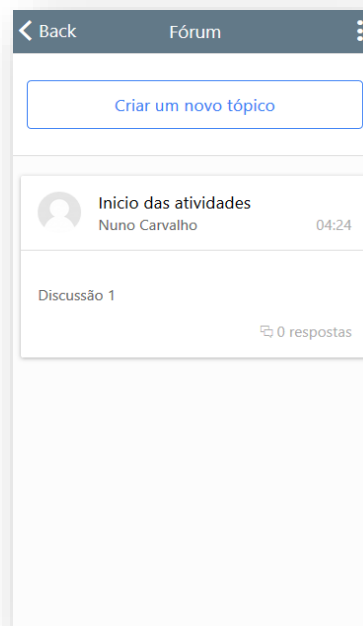 Back
Fórum
Criar um novo tópico
Inicio das atividades
Nuno Carvalho
04:24
Discussão 1
0 respostas